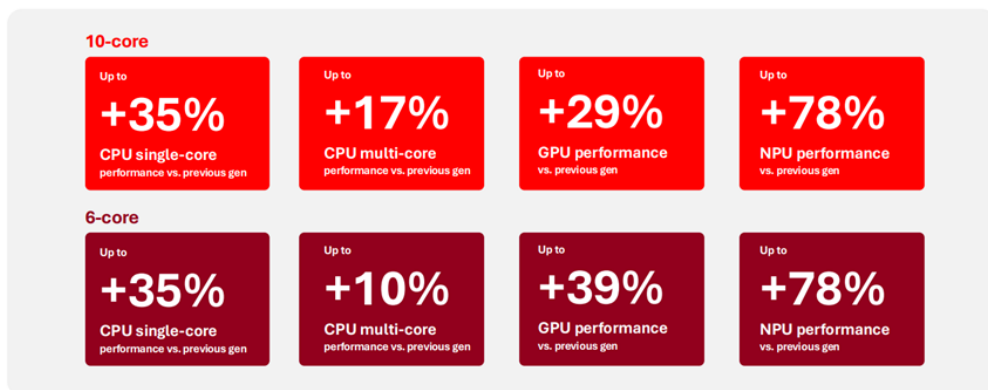 10-core
Up to
+35%
CPU single-core
performance vs. previous gen
Up to
+17%
CPU multi-core
performance vs. previous gen
Up to
+29%
GPU performance
vs. previous gen
Up to
+78%
NPU performance
vs. previous gen
6-core
Up to
+35%
CPU single-core
performance vs. previous gen
Up to
+10%
CPU multi-core
performance vs. previous gen
Up to
+39%
GPU performance
vs. previous gen
Up to
+78%
NPU performance
vs. previous gen